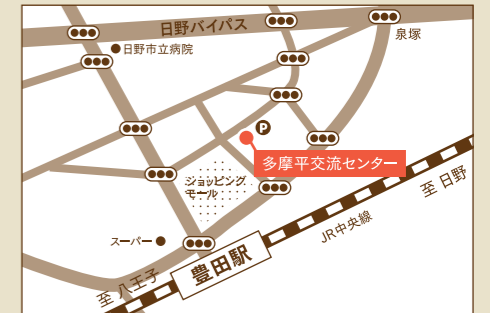 日野バイパス
泉塚
日野市立病院
P
多摩平交流センター
至 日野
ショッピング
モール
JR中央線
スーパー
豊田駅
至 八王子